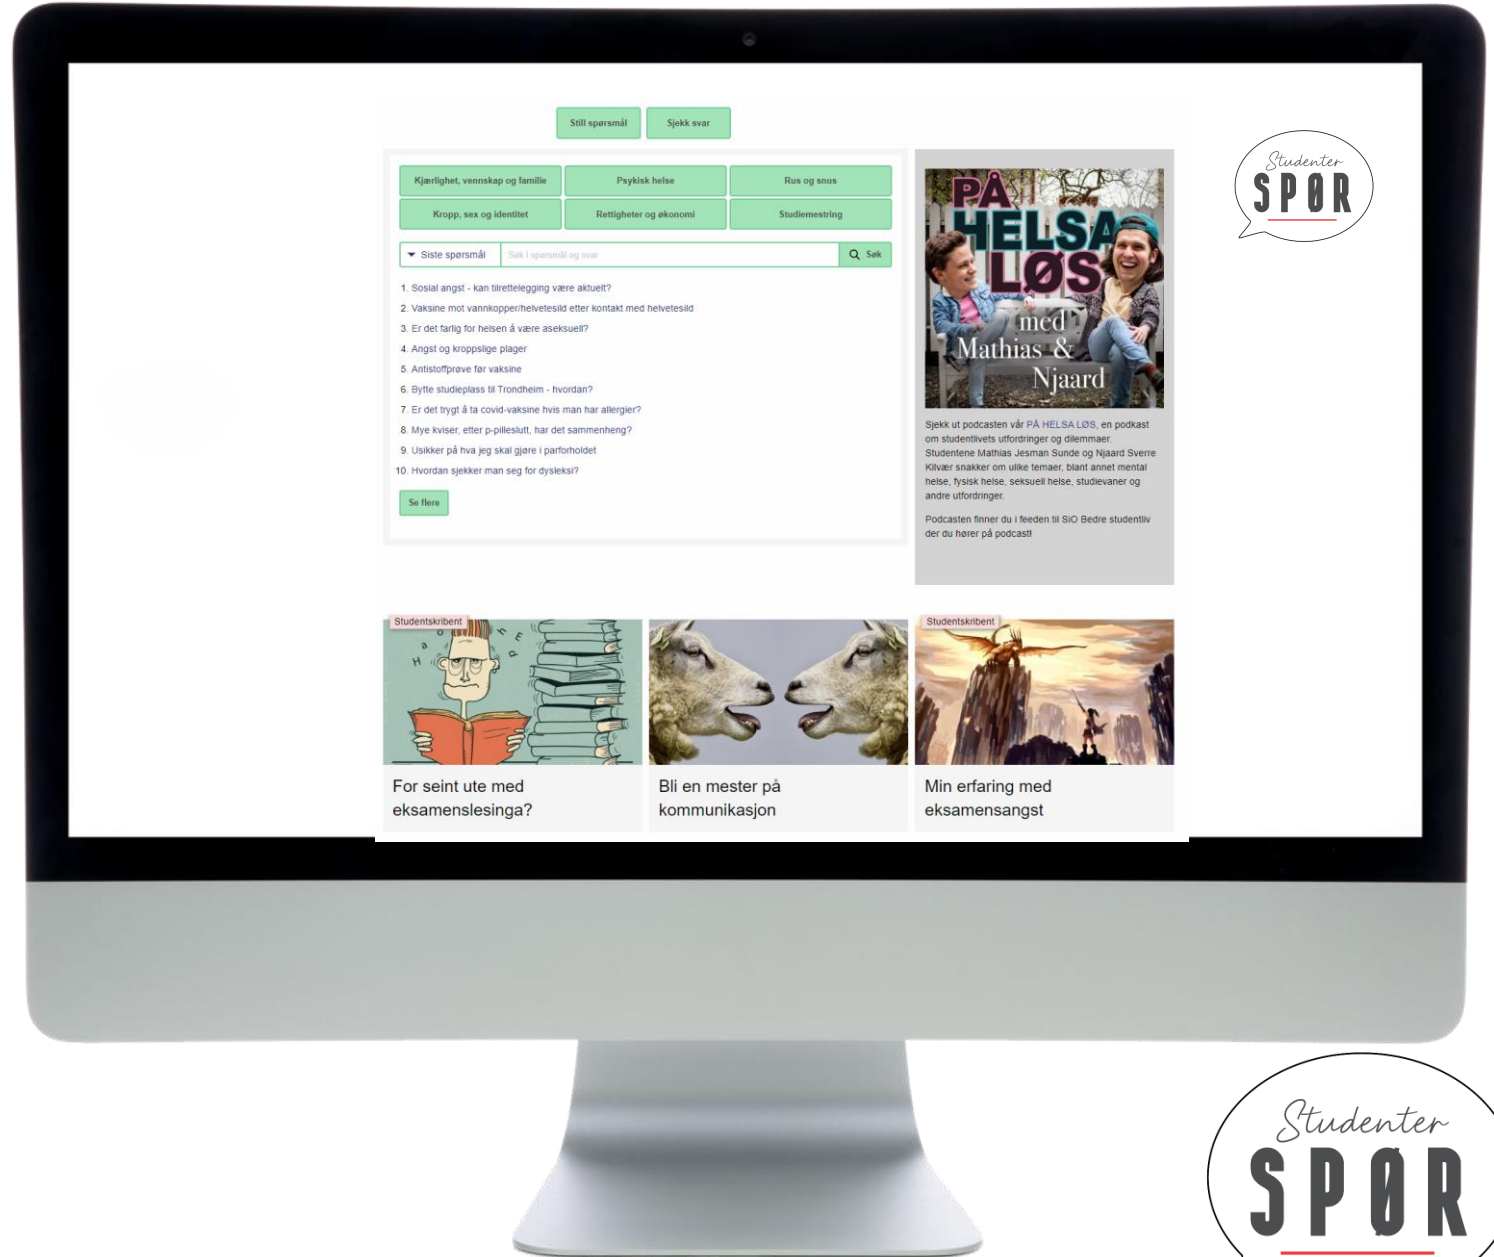 Still spørsmål
Sjekk svar
Kjærlighet, vennskap og familie
Psykisk helse
Rus og snus
Kropp, sex og identitet
Rettigheter og økonomi
Studiemestring
Siste spørsmål
Søk i spørsmål og svar
Søk
1. Sosial angst - kan tilrettelegging være aktuelt?
2. Vaksine mot vannkopper/helvetesild etter kontakt med helvetesild
3. Er det farlig for helsen å være aseksuell?
4. Angst og kroppslige plager
5. Antistoffprøve før vaksine
6. Bytte studieplass til Trondheim - hvordan?
7. Er det trygt å ta covid-vaksine hvis man har allergier?
8. Mye kviser, etter p-pilleslutt, har det sammenheng?
9. Usikker på hva jeg skal gjøre i parforholdet
10. Hvordan sjekker man seg for dysleksi?
Se flere
PÅ
HELSA
LØS
med
Mathias &
Njaard
Sjekk ut podcasten vår PÅ HELSA LØS, en podkast
om studentlivets utfordringer og dilemmaer.
Studentene Mathias Jesman Sunde og Njaard Sverre
Kilvær snakker om ulike temaer, blant annet mental
helse, fysisk helse, seksuell helse, studievaner og
andre utfordringer.
Podcasten finner du i feeden til SiO Bedre studentliv
der du hører på podcast!
Studenter
SPØR
Studentskribent
For seint ute med
eksamenslesinga?
Bli en mester på
kommunikasjon
Studentskribent
Min erfaring med
eksamensangst
Studenter
SPØR